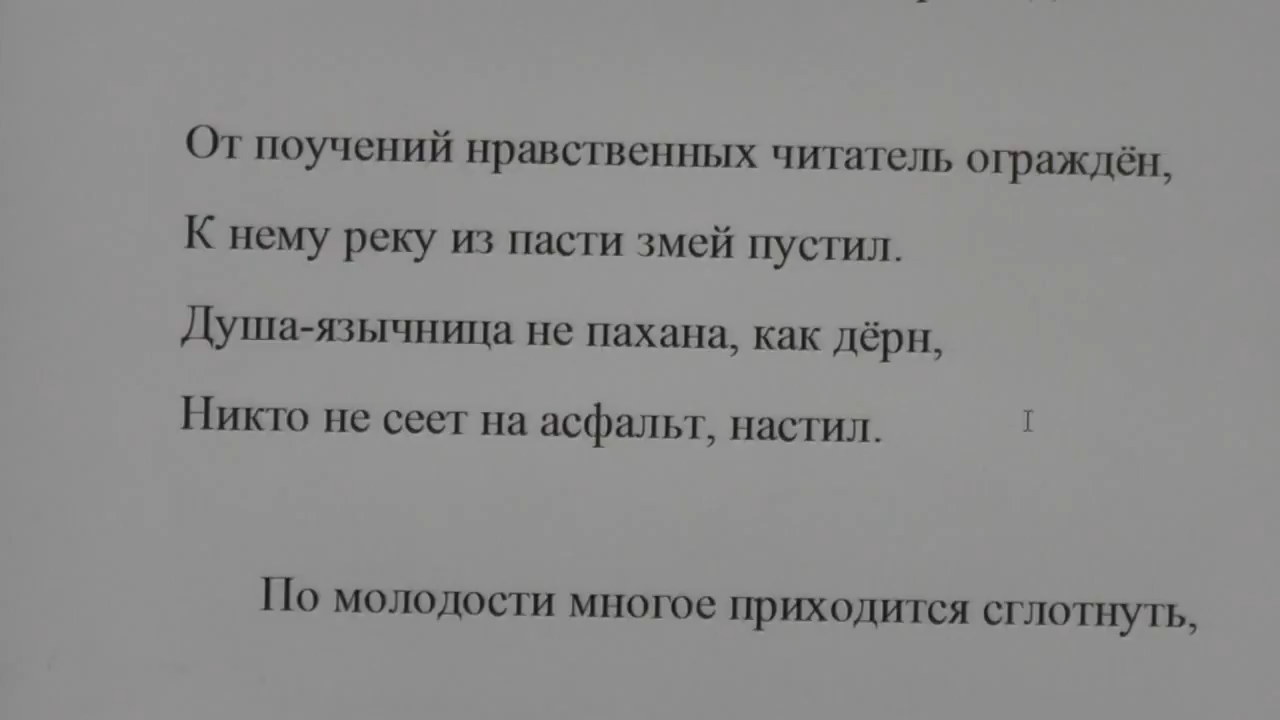 От поучений нравственных читатель ограждён,
К нему реку из пасти змей пустил.
Душа-язычница не пахана, как дёрн,
Никто не сеет на асфальт, настил.
По молодости многое приходится сглотнуть,